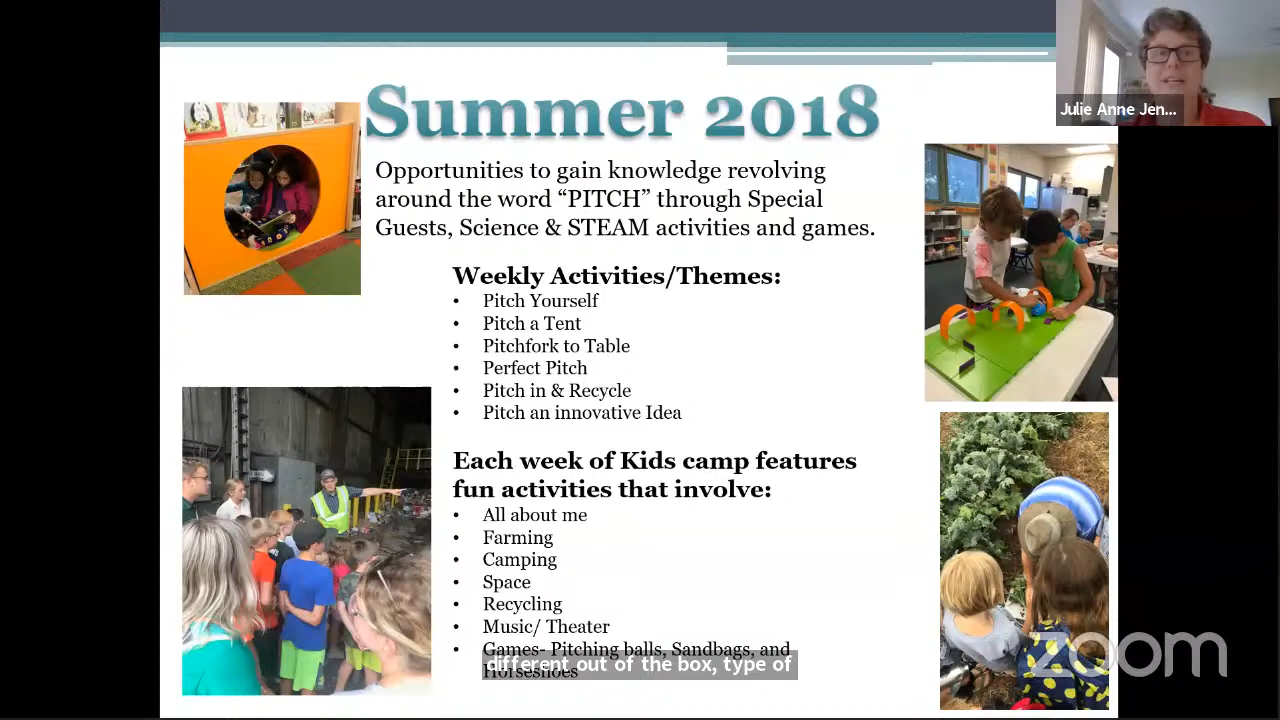 Summer 2018
Julie Anne Jen...
Opportunities to gain knowledge revolving
around the word “PITCH” through Special
Guests, Science & STEAM activities and games.
Weekly Activities/Themes:
• Pitch Yourself
• Pitch a Tent
• Pitchfork to Table
• Perfect Pitch
• Pitch in & Recycle
• Pitch an innovative Idea
Each week of Kids camp features
fun activities that involve:
• All about me
• Farming
• Camping
• Space
• Recycling
• Music/ Theater
• Games- Pitching balls, Sandbags, and
Horseshoes
different out of the box, type of
zoom